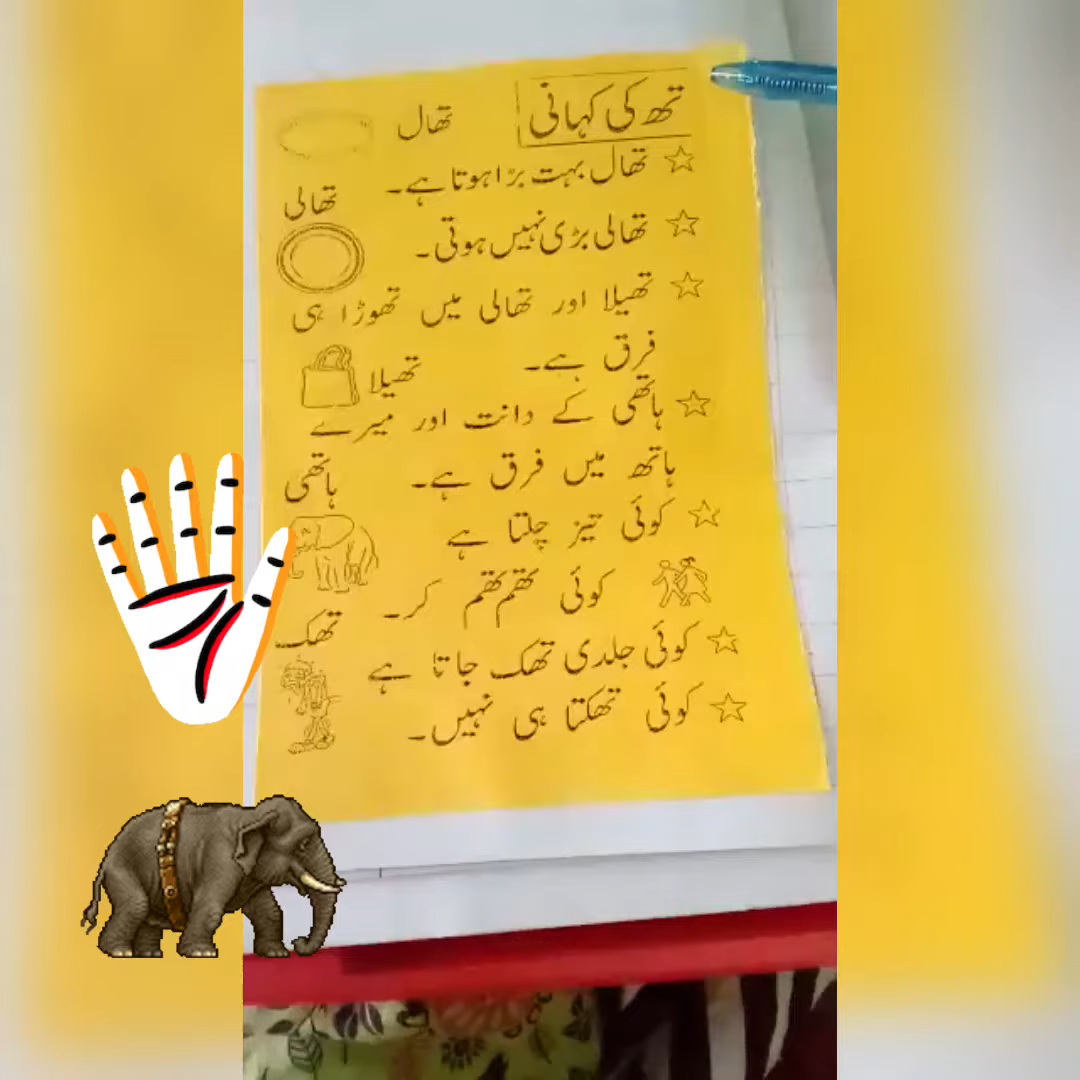 تھ کی کہانی
تھال
☆ تھال بہت بڑا ہوتا ہے۔
تھالی
☆ تھالی بڑی نہیں ہوتی۔
☆ تھیلا اور تھالی میں تھوڑا ہی
فرق ہے۔
تھیلا
☆ ہاتھی کے دانت اور میرے
ہاتھ میں فرق ہے۔
ہاتھی
☆ کوئی تیز چلتا ہے
کوئی تھم تھم کر۔
تھک
☆ کوئی جلدی تھک جاتا ہے
☆ کوئی تھکتا ہی نہیں۔